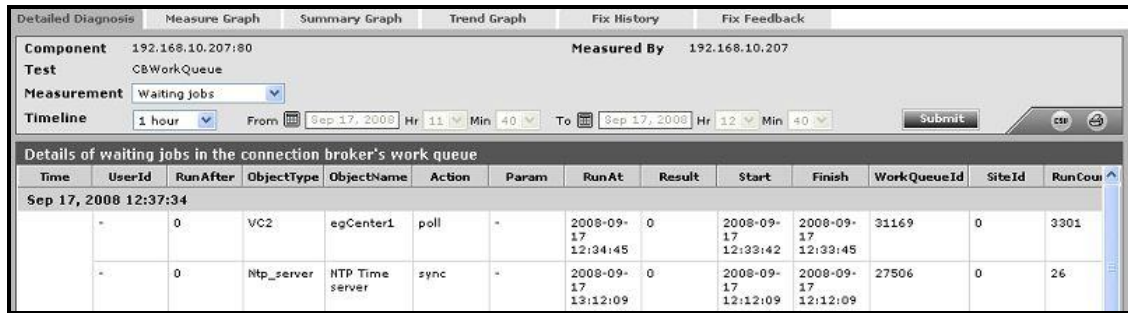 Detailed Diagnosis Measure Graph Summary Graph Trend Graph Fix History Fix Feedback
Component 192.168.10.207:80 Measured By 192.168.10.207
Test CBWorkQueue
Measurement Waiting jobs
Timeline 1 hour From Sep 17, 2008 Hr 11 Min 40 To Sep 17, 2008 Hr 12 Min 40 Submit CSV
Details of waiting jobs in the connection broker's work queue
Time UserId RunAfter ObjectType ObjectName Action Param RunAt Result Start Finish WorkQueueId SiteId RunCour
Sep 17, 2008 12:37:34
- 0 VC2 egCenter1 poll - 2008-09- 0 2008-09- 2008-09- 31169 0 3301
17 17 17
12:34:45 12:33:42 12:33:45
- 0 Ntp_server NTP Time sync - 2008-09- 0 2008-09- 2008-09- 27506 0 26
server 17 17 17
13:12:09 12:12:09 12:12:09